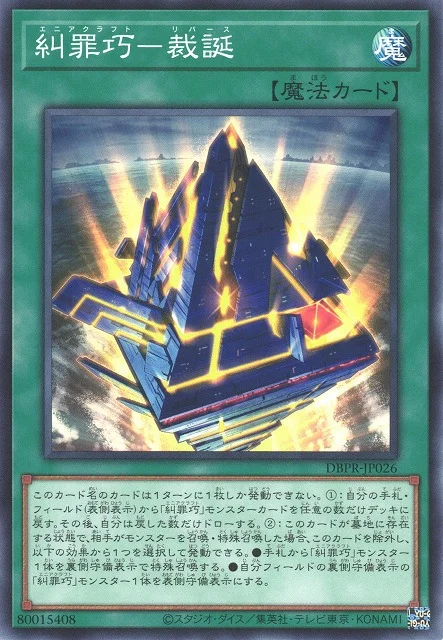 エニアクラフト リバース
糾罪巧－裁誕
魔
【魔法カード】
DBPR-JP026
このカード名のカードは1ターンに1枚しか発動できない。①：自分の手札・
フィールド(表側表示)から「糾罪巧」モンスターカードを任意の数だけデッキに
戻す。その後、自分は戻した数だけドローする。②：このカードが墓地に存在
する状態で、相手がモンスターを召喚・特殊召喚した場合、このカードを除外し、
以下の効果から1つを選択して発動できる。●手札から「糾罪巧」モンスター
1体を裏側守備表示で特殊召喚する。●自分フィールドの裏側守備表示の
「糾罪巧」モンスター1体を表側守備表示にする。
80015408
©スタジオ・ダイス/集英社・テレビ東京・KONAMI